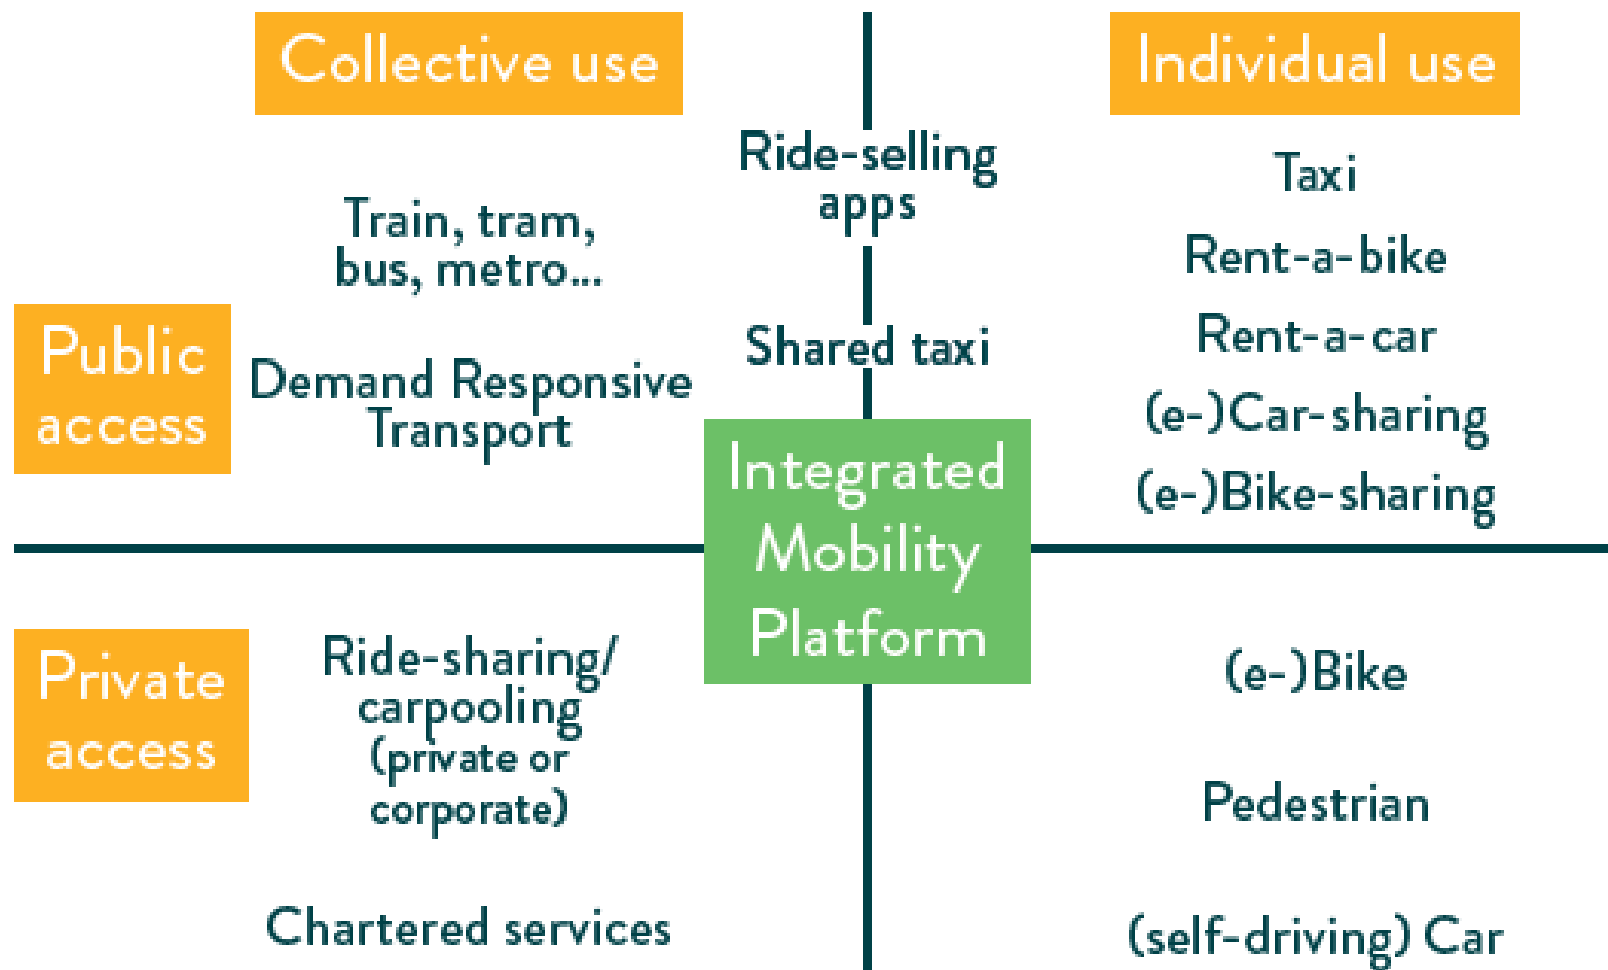 Collective use
Individual use
Ride-selling
apps
Shared taxi
Public
access
Train, tram,
bus, metro...
Demand Responsive
Transport
Taxi
Rent-a-bike
Rent-a-car
(e-)Car-sharing
(e-)Bike-sharing
Integrated
Mobility
Platform
Private
access
Ride-sharing/
carpooling
(private or
corporate)
Chartered services
(e-)Bike
Pedestrian
(self-driving) Car